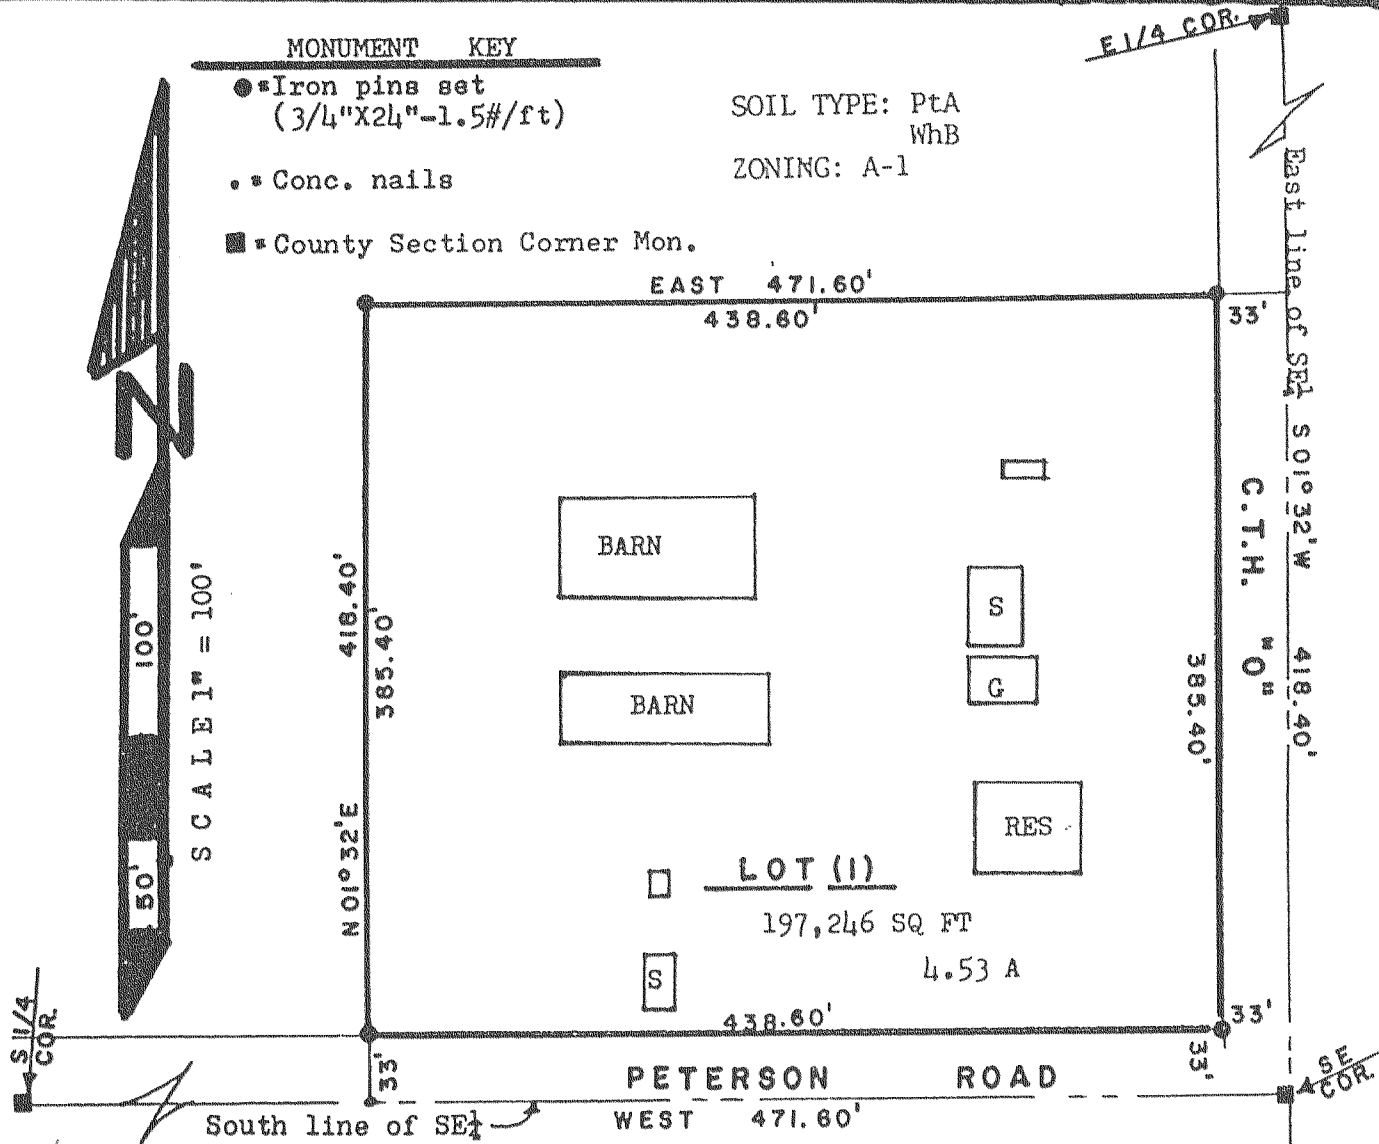 MONUMENT KEY
E 1/4 COR.
●=Iron pins set
(3/4"X24"-1.5#/ft)
SOIL TYPE: PtA
WhB
ZONING: A-1
.= Conc. nails
■=County Section Corner Mon.
East line of SE¼ S 01°32'W 418.40'
EAST 471.60'
438.60'
33'
N
C.T.H. "O"
BARN
S
SCALE 1" = 100'
100'
50'
418.40'
385.40'
N 01°32'E
385.40'
G
BARN
RES
LOT (1)
197,246 SQ FT
4.53 A
S
438.60'
33'
33'
33'
S 1/4
COR.
PETERSON ROAD
SE
COR.
South line of SE¼
WEST 471.60'